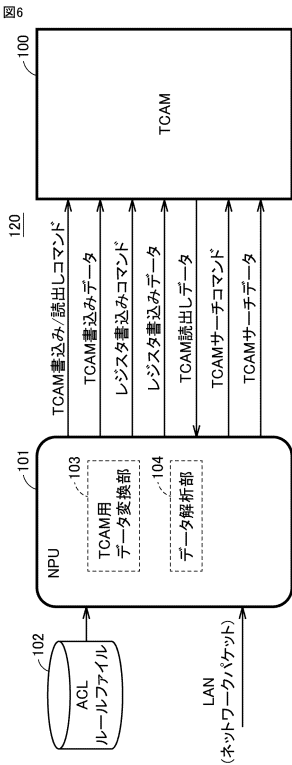 図6
120
102
ACL
ルールファイル
LAN
(ネットワークパケット)
101
NPU
103
TCAM用
データ変換部
104
データ解析部
TCAM書込み/読出しコマンド
TCAM書込みデータ
レジスタ書込みコマンド
レジスタ書込みデータ
TCAM読出しデータ
TCAMサーチコマンド
TCAMサーチデータ
100
TCAM